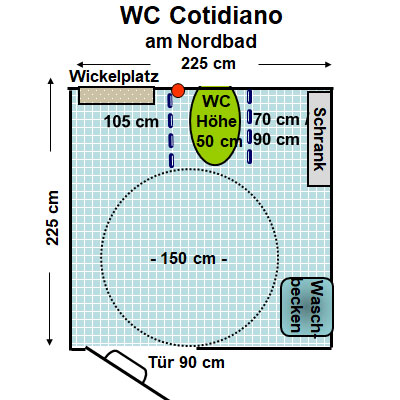 WC Cotidiano
am Nordbad
225 cm
Wickelplatz
WC
Höhe
50 cm
105 cm
70 cm /
90 cm
Schrank
225 cm
- 150 cm -
Wasch-
becken
Tür 90 cm